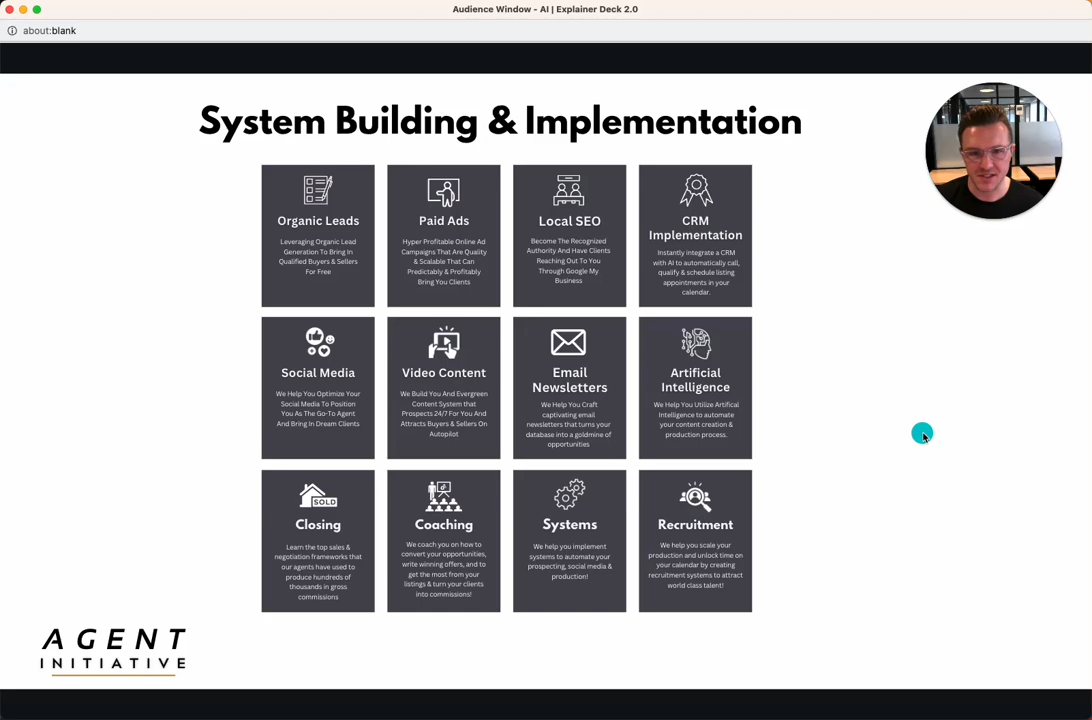 Audience Window - AI | Explainer Deck 2.0
about:blank
System Building & Implementation
Organic Leads
Leveraging Organic Lead
Generation To Bring In
Qualified Buyers & Sellers
For Free
Paid Ads
Hyper Profitable Online Ad
Campaigns That Are Quality
& Scalable That Can
Predictably & Profitably
Bring You Clients
Local SEO
Become The Recognized
Authority And Have Clients
Reaching Out To You
Through Google My
Business
CRM
Implementation
Instantly integrate a CRM
with AI to automatically call,
qualify & schedule listing
appointments in your
calendar.
Social Media
We Help You Optimize Your
Social Media To Position
You As The Go-To Agent
And Bring In Dream Clients
Video Content
We Build You And Evergreen
Content System that
Prospects 24/7 For You And
Attracts Buyers & Sellers On
Autopilot
Email
Newsletters
We Help You Craft
captivating email
newsletters that turns your
database into a goldmine of
opportunities
Artificial
Intelligence
We Help You Utilize Artifical
Intelligence to automate
your content creation &
production process.
SOLD
Closing
Learn the top sales &
negotiation frameworks that
our agents have used to
produce hundreds of
thousands in gross
commissions
Coaching
We coach you on how to
convert your opportunities,
write winning offers, and to
get the most from your
listings & turn your clients
into commissions!
Systems
We help you implement
systems to automate your
prospecting, social media &
production!
Recruitment
We help you scale your
production and unlock time on
your calendar by creating
recruitment systems to attract
world class talent!
AGENT
INITIATIVE